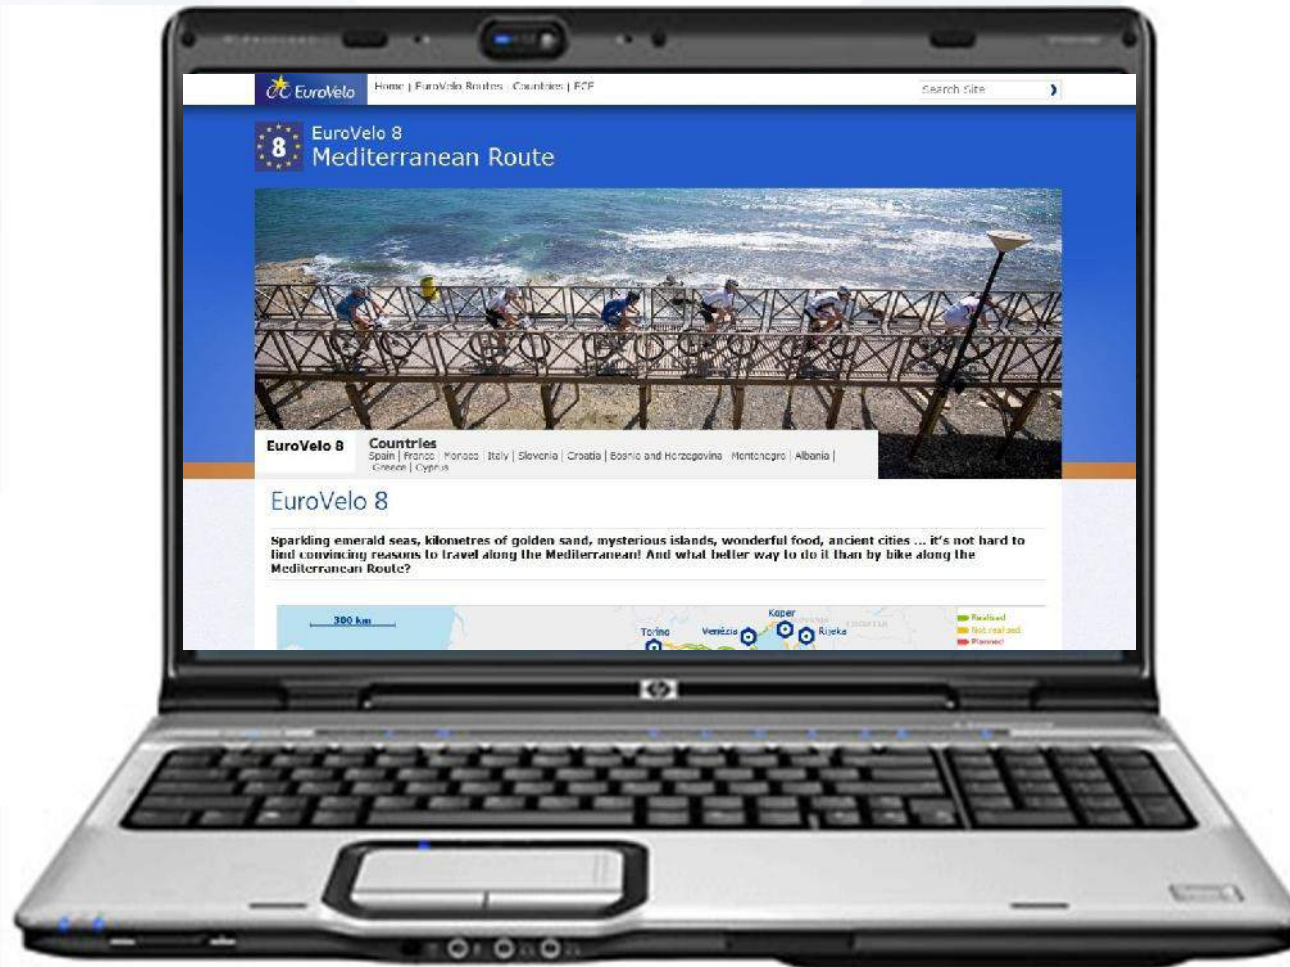 EuroVelo
Home | EuroVelo Routes | Countries | ECF
Search Site
8
EuroVelo 8
Mediterranean Route
EuroVelo 8
Countries
Spain | France | Monaco | Italy | Slovenia | Croatia | Bosnia and Herzegovina | Montenegro | Albania |
Greece | Cyprus
EuroVelo 8
Sparkling emerald seas, kilometres of golden sand, mysterious islands, wonderful food, ancient cities ... it's not hard to
find convincing reasons to travel along the Mediterranean! And what better way to do it than by bike along the
Mediterranean Route?
300 km
Koper
Torino
Venézia
Rijeka
CROATIA
Realised
Not realised
Planned
hp